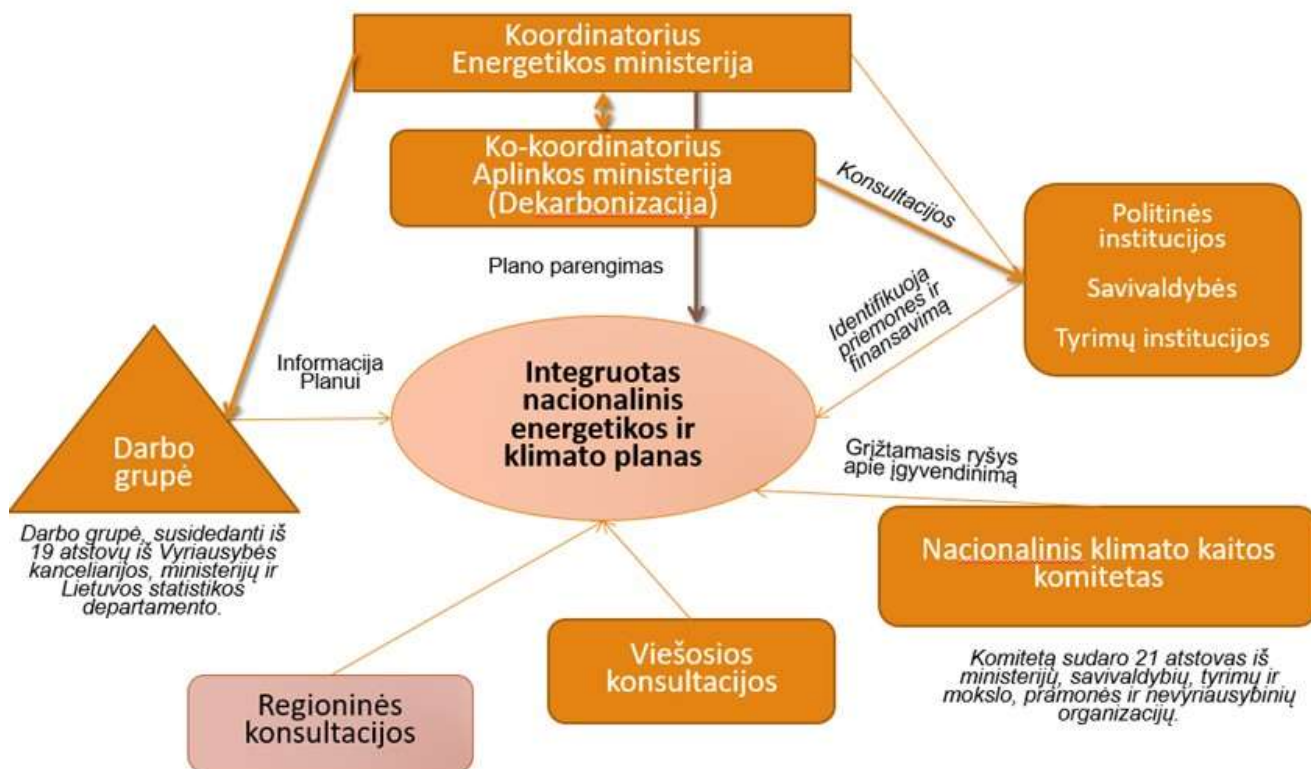 Koordinatorius
Energetikos ministerija
Ko-koordinatorius
Aplinkos ministerija
(Dekarbonizacija)
Konsultacijos
Politinės
institucijos
Savivaldybės
Tyrimų institucijos
Plano parengimas
Identifikuoja
priemones ir
finansavimą
Informacija
Planui
Integruotas
nacionalinis
energetikos ir
klimato planas
Darbo
grupė
Grįžtamasis ryšys
apie įgyvendinimą
Darbo grupė, susidedanti iš
19 atstovų iš Vyriausybės
kanceliarijos, ministerijų ir
Lietuvos statistikos
departamento.
Nacionalinis klimato kaitos
komitetas
Viešosios
konsultacijos
Komitetą sudaro 21 atstovas iš
ministerijų, savivaldybių, tyrimų ir
mokslo, pramonės ir nevyriausybinių
organizacijų.
Regioninės
konsultacijos